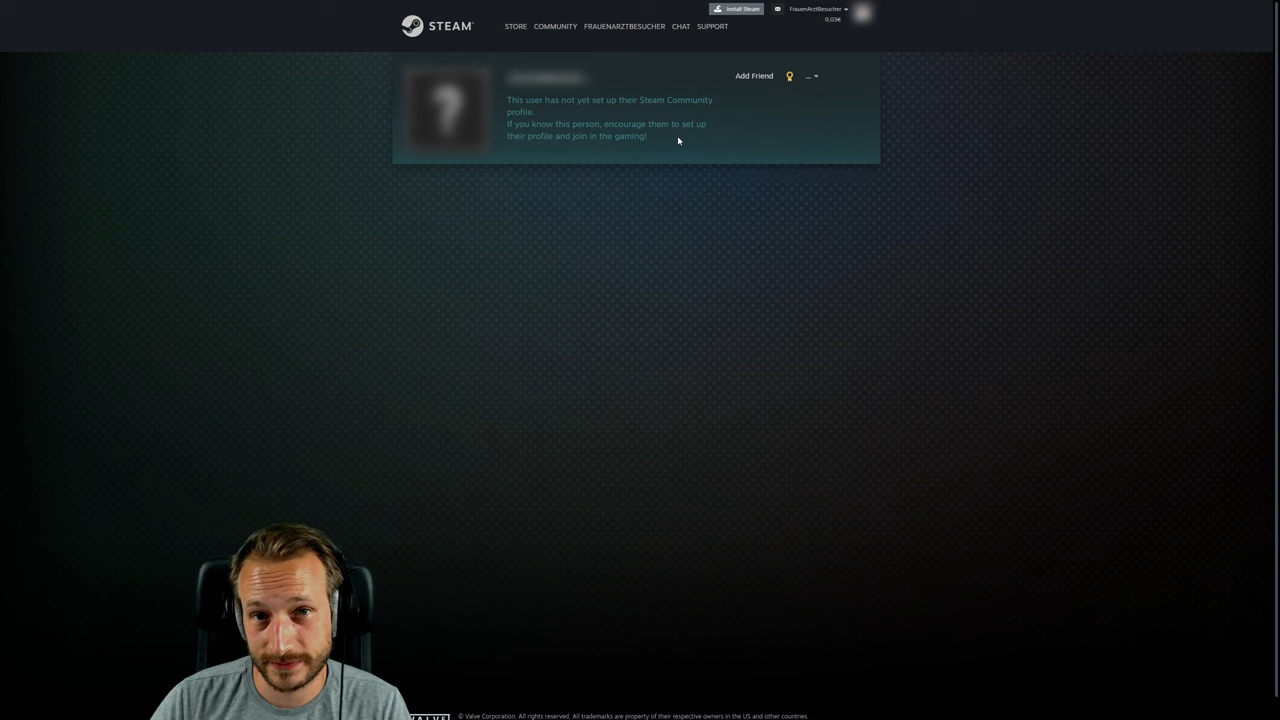 Install Steam
FrauenArztBesucher
0,03€
STEAM
STORE COMMUNITY FRAUENARZTBESUCHER CHAT SUPPORT
Add Friend
...
This user has not yet set up their Steam Community
profile.
If you know this person, encourage them to set up
their profile and join in the gaming!
VALVE
© Valve Corporation. All rights reserved. All trademarks are property of their respective owners in the US and other countries.